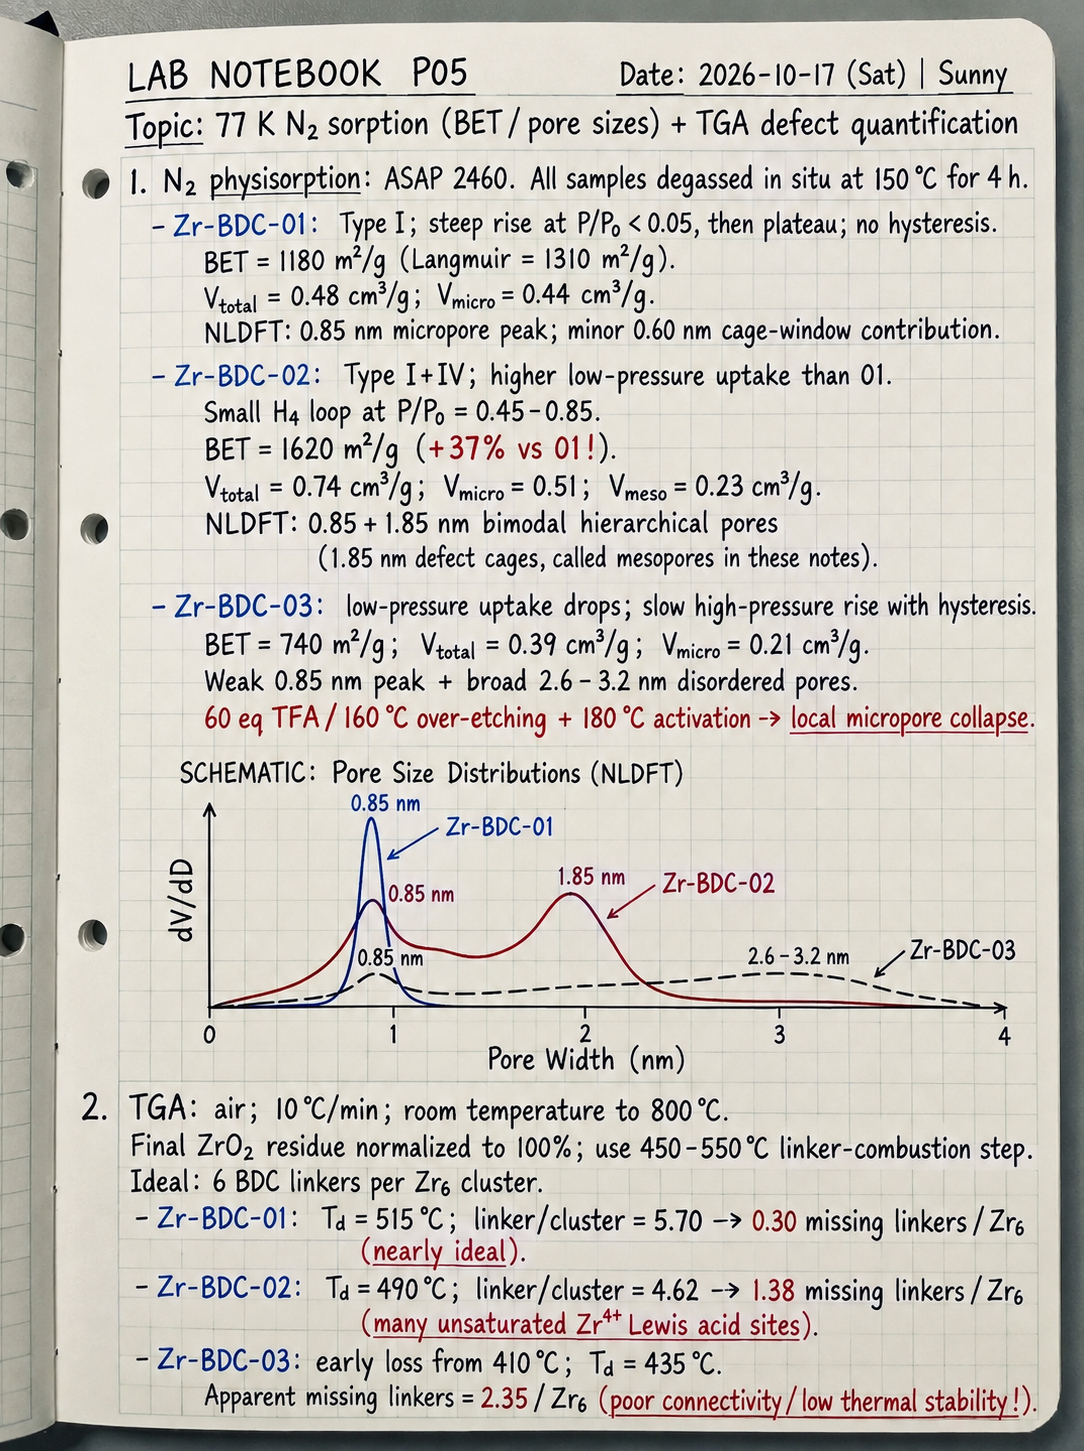 LAB NOTEBOOK P05 Date: 2026-10-17 (Sat) | Sunny
Topic: 77 K N₂ sorption (BET / pore sizes) + TGA defect quantification
1. N₂ physisorption: ASAP 2460. All samples degassed in situ at 150 °C for 4 h.
– Zr-BDC-01: Type I; steep rise at P/P₀ < 0.05, then plateau; no hysteresis.
BET = 1180 m²/g (Langmuir = 1310 m²/g).
Vtotal = 0.48 cm³/g; Vmicro = 0.44 cm³/g.
NLDFT: 0.85 nm micropore peak; minor 0.60 nm cage-window contribution.
– Zr-BDC-02: Type I+IV; higher low-pressure uptake than 01.
Small H₄ loop at P/P₀ = 0.45–0.85.
BET = 1620 m²/g (+37% vs 01!).
Vtotal = 0.74 cm³/g; Vmicro = 0.51; Vmeso = 0.23 cm³/g.
NLDFT: 0.85 + 1.85 nm bimodal hierarchical pores
(1.85 nm defect cages, called mesopores in these notes).
– Zr-BDC-03: low-pressure uptake drops; slow high-pressure rise with hysteresis.
BET = 740 m²/g; Vtotal = 0.39 cm³/g; Vmicro = 0.21 cm³/g.
Weak 0.85 nm peak + broad 2.6–3.2 nm disordered pores.
60 eq TFA / 160 °C over-etching + 180 °C activation → local micropore collapse.
SCHEMATIC: Pore Size Distributions (NLDFT)
0.85 nm
Zr-BDC-01
1.85 nm
Zr-BDC-02
0.85 nm
0.85 nm
2.6–3.2 nm
Zr-BDC-03
dV/dD
0 1 2 3 4
Pore Width (nm)
2. TGA: air; 10 °C/min; room temperature to 800 °C.
Final ZrO₂ residue normalized to 100%; use 450–550 °C linker-combustion step.
Ideal: 6 BDC linkers per Zr₆ cluster.
– Zr-BDC-01: Td = 515 °C; linker/cluster = 5.70 → 0.30 missing linkers / Zr₆
(nearly ideal).
– Zr-BDC-02: Td = 490 °C; linker/cluster = 4.62 → 1.38 missing linkers / Zr₆
(many unsaturated Zr⁴⁺ Lewis acid sites).
– Zr-BDC-03: early loss from 410 °C; Td = 435 °C.
Apparent missing linkers = 2.35 / Zr₆ (poor connectivity / low thermal stability!).